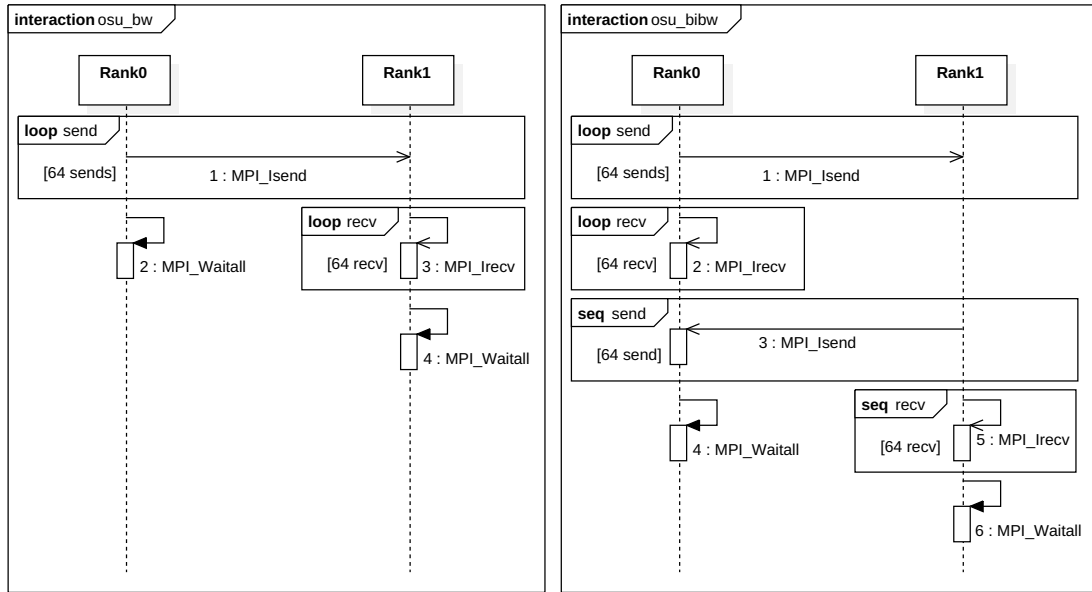 interaction osu_bw
Rank0
Rank1
loop send
[64 sends]
1 : MPI_Isend
loop recv
[64 recv]
2 : MPI_Waitall
3 : MPI_Irecv
4 : MPI_Waitall
interaction osu_bibw
Rank0
Rank1
loop send
[64 sends]
1 : MPI_Isend
loop recv
[64 recv]
2 : MPI_Irecv
seq send
[64 send]
3 : MPI_Isend
seq recv
[64 recv]
4 : MPI_Waitall
5 : MPI_Irecv
6 : MPI_Waitall